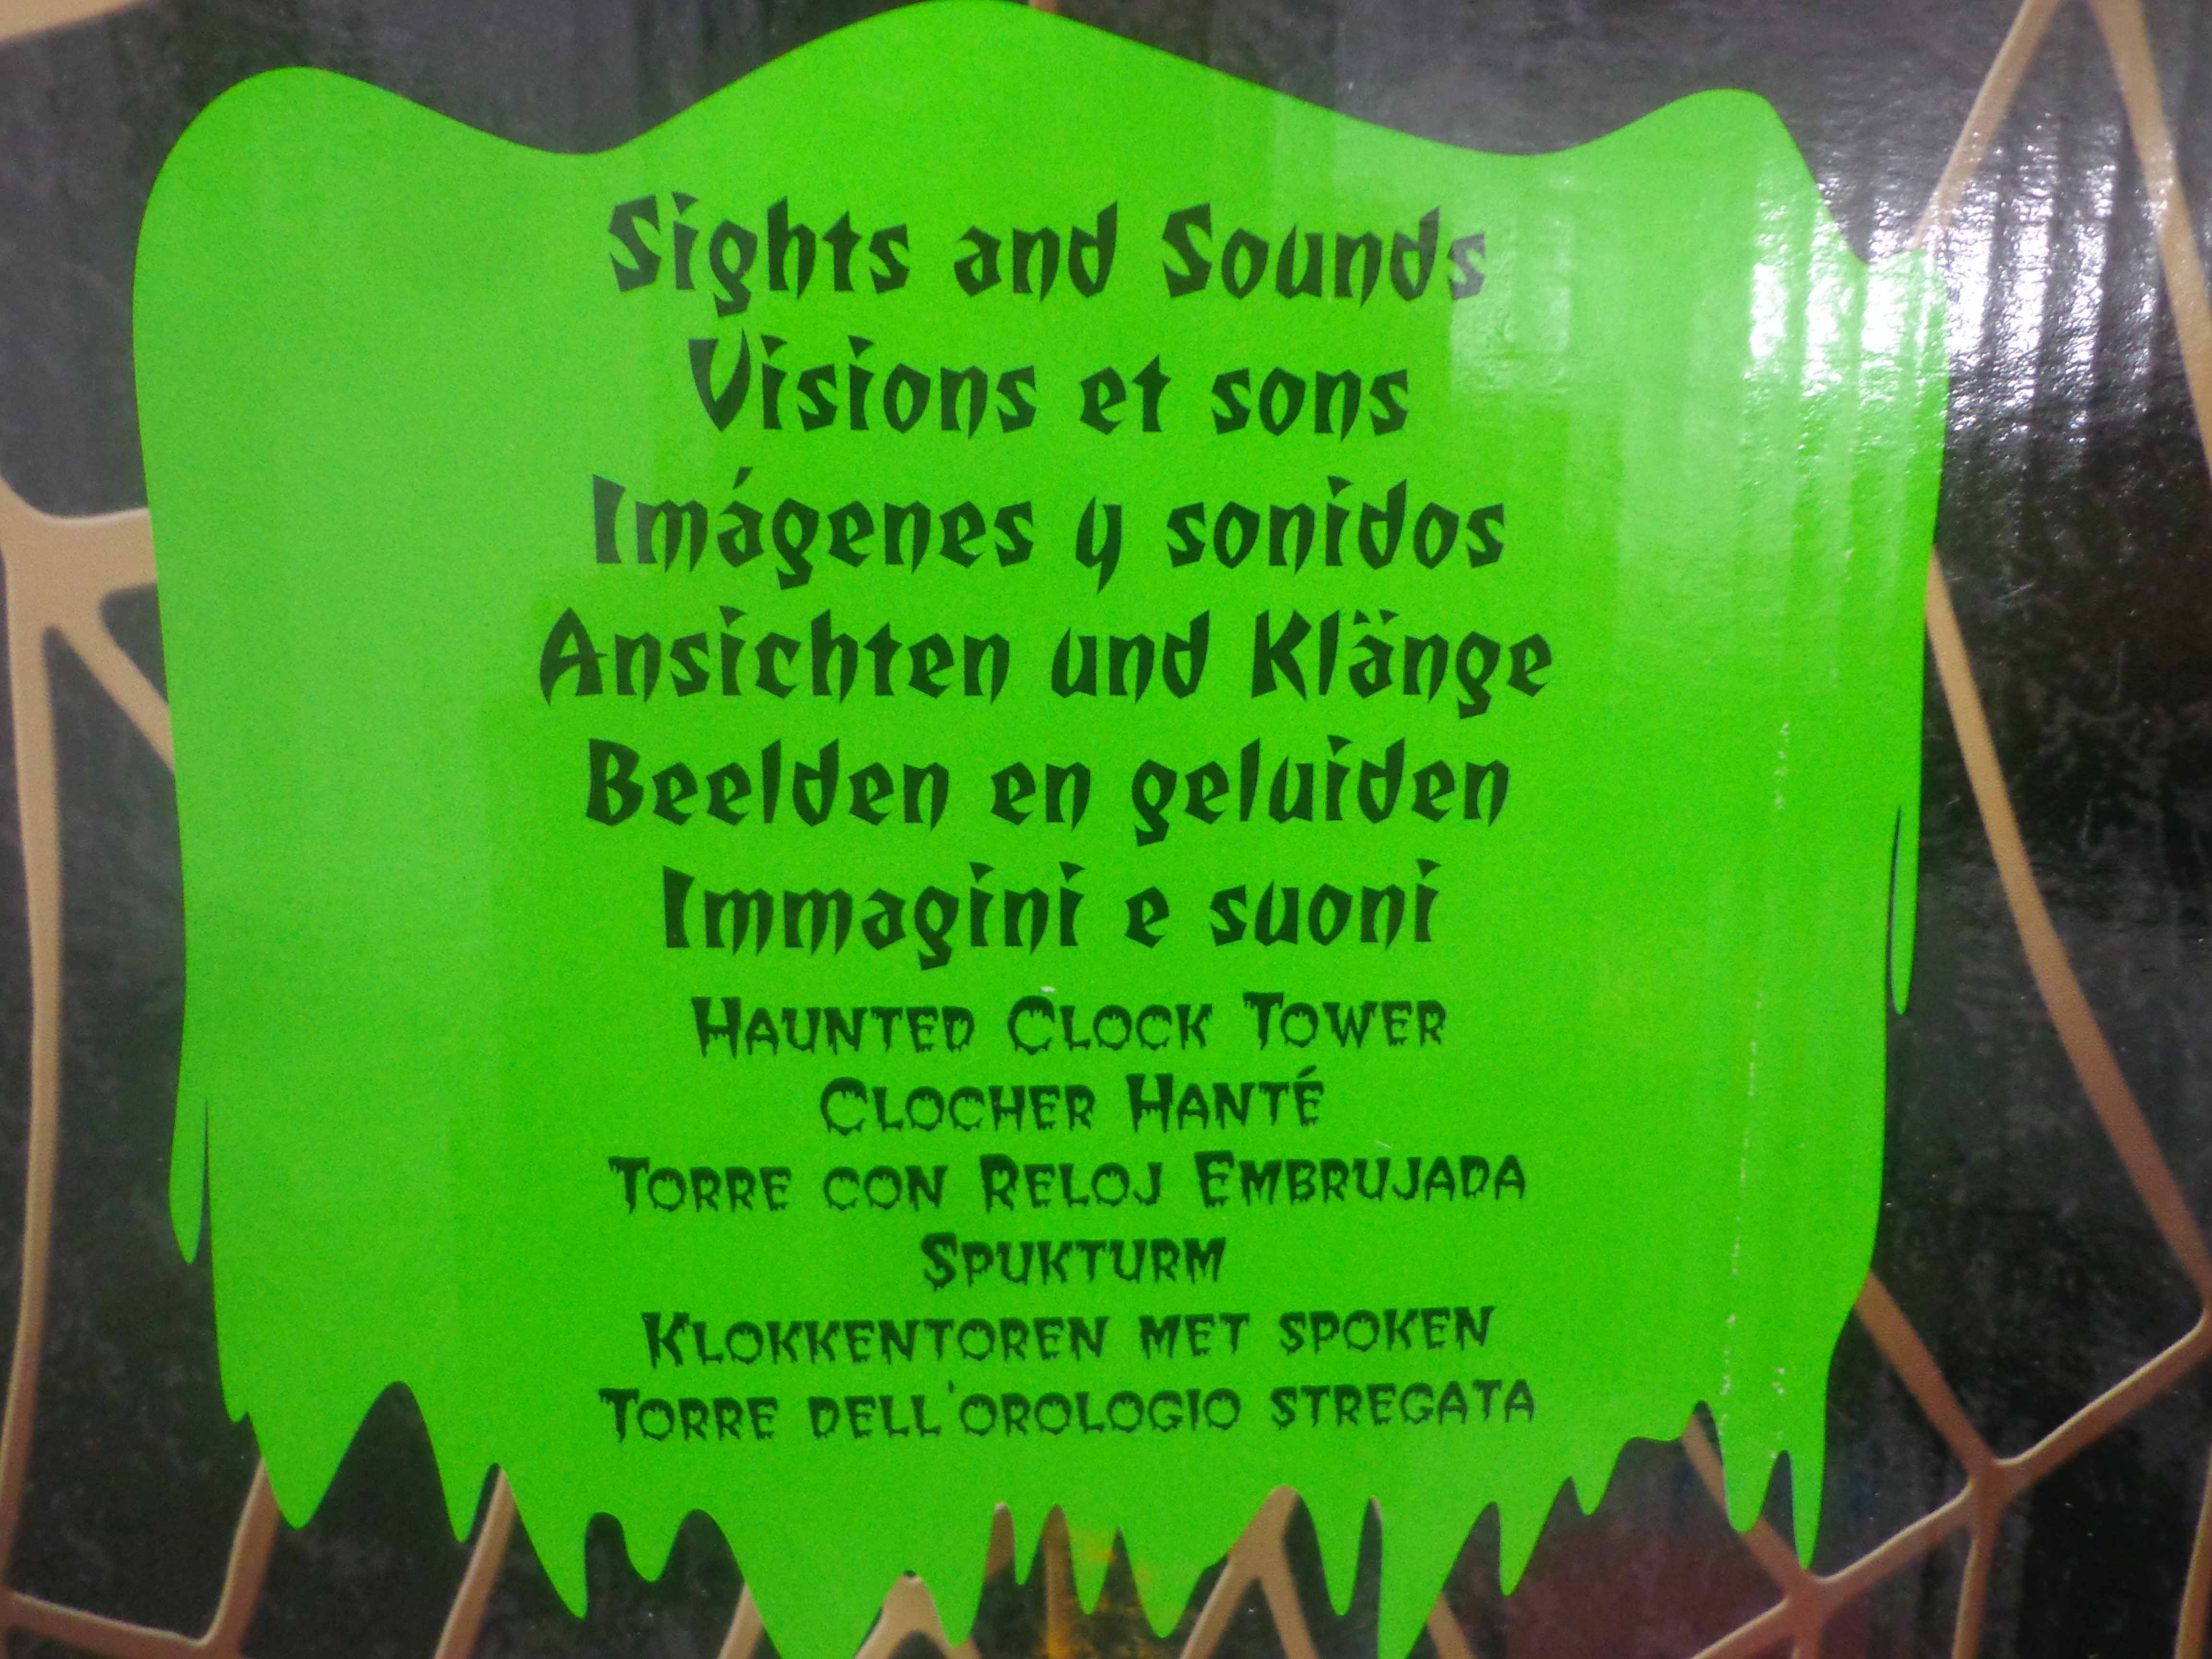 Sights and Sounds
Visions et sons
Imágenes y sonidos
Ansichten und Klänge
Beelden en geluiden
Immagini e suoni
HAUNTED CLOCK TOWER
CLOCHER HANTÉ
TORRE CON RELOJ EMBRUJADA
SPUKTURM
KLOKKENTOREN MET SPOKEN
TORRE DELL'OROLOGIO STREGATA